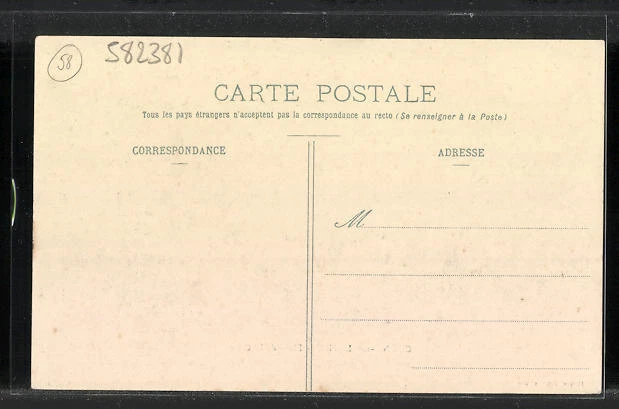 58
582381
CARTE POSTALE
Tous les pays étrangers n'acceptent pas la correspondance au recto (Se renseigner à la Poste)
CORRESPONDANCE
ADRESSE
M